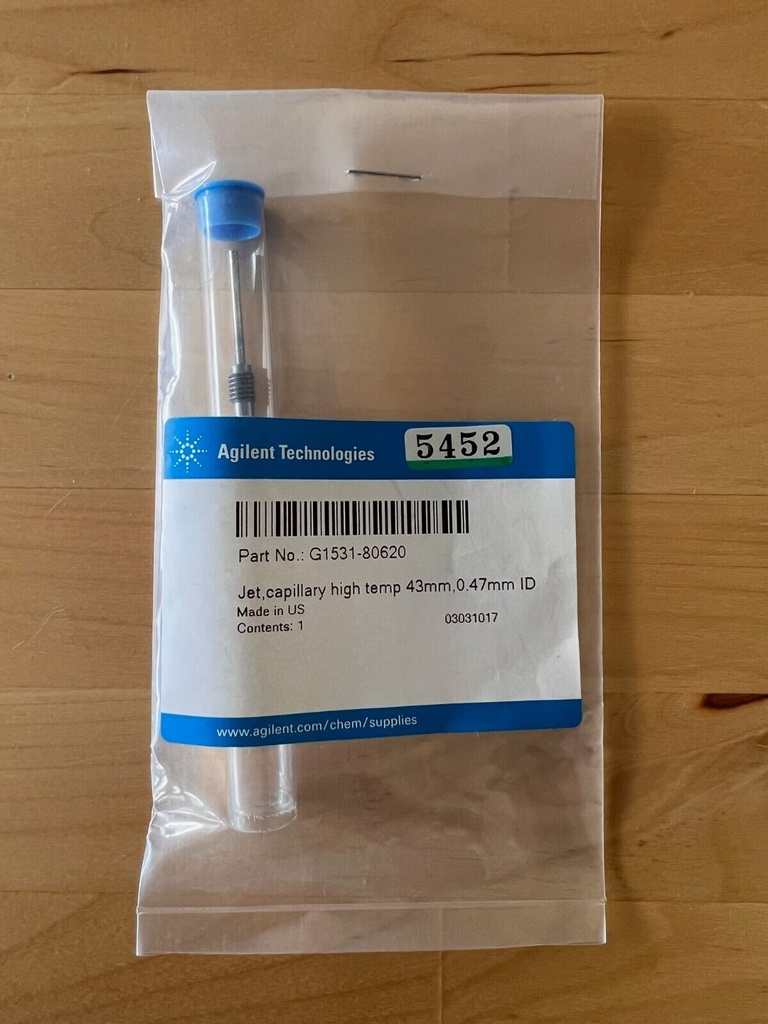 Agilent Technologies
5452
Part No.: G1531-80620
Jet,capillary high temp 43mm,0.47mm ID
Made in US
Contents: 1
03031017
www.agilent.com/chem/supplies